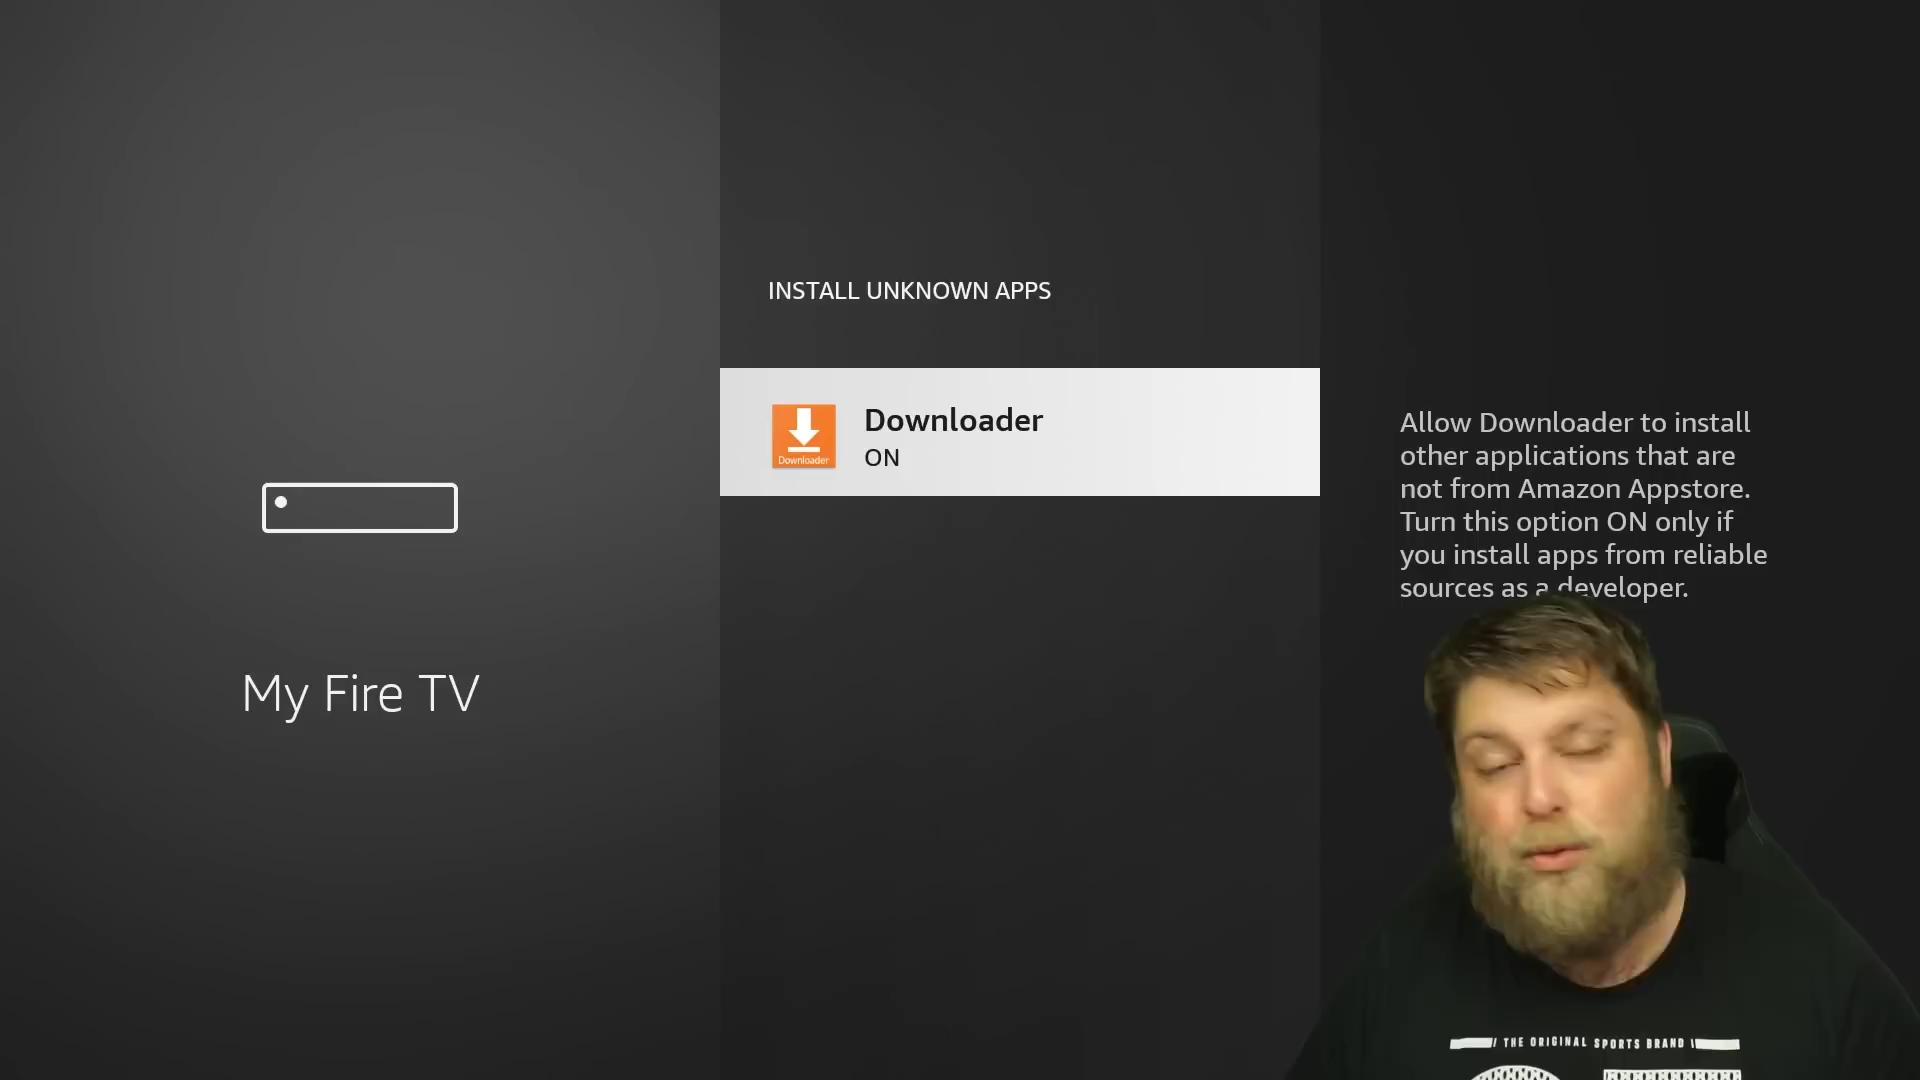 INSTALL UNKNOWN APPS
Downloader
Downloader
ON
My Fire TV
Allow Downloader to install
other applications that are
not from Amazon Appstore.
Turn this option ON only if
you install apps from reliable
sources as a developer.
THE ORIGINAL SPORTS BRAND